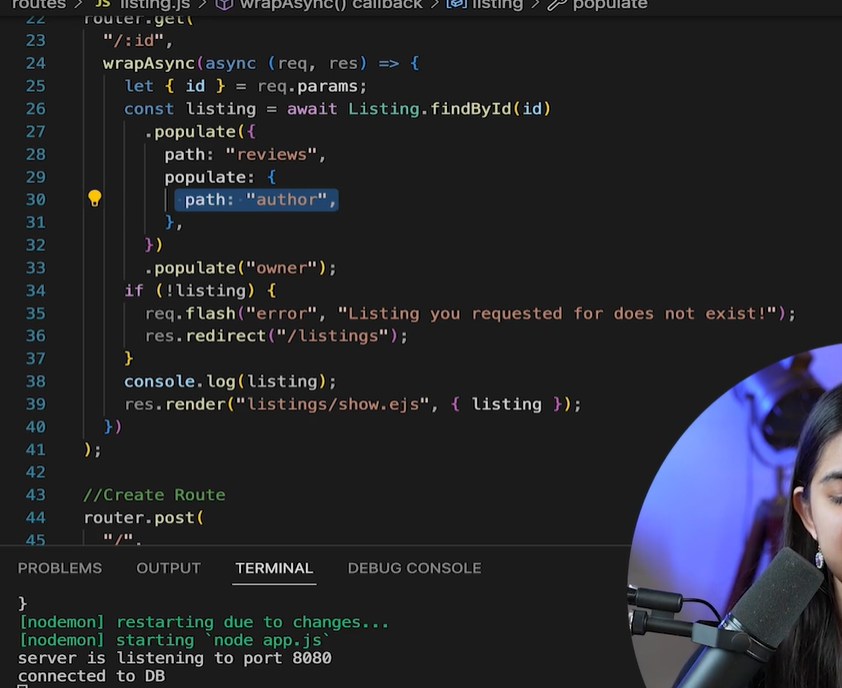 routes > JS listing.js > wrapAsync() callback > listing > populate
22 router.get(
23 "/:id",
24 wrapAsync(async (req, res) => {
25 let { id } = req.params;
26 const listing = await Listing.findById(id)
27 .populate({
28 path: "reviews",
29 populate: {
30 path: "author",
31 },
32 })
33 .populate("owner");
34 if (!listing) {
35 req.flash("error", "Listing you requested for does not exist!");
36 res.redirect("/listings");
37 }
38 console.log(listing);
39 res.render("listings/show.ejs", { listing });
40 })
41 );
42
43 //Create Route
44 router.post(
45 "/",
PROBLEMS OUTPUT TERMINAL DEBUG CONSOLE
}
[nodemon] restarting due to changes...
[nodemon] starting `node app.js`
server is listening to port 8080
connected to DB